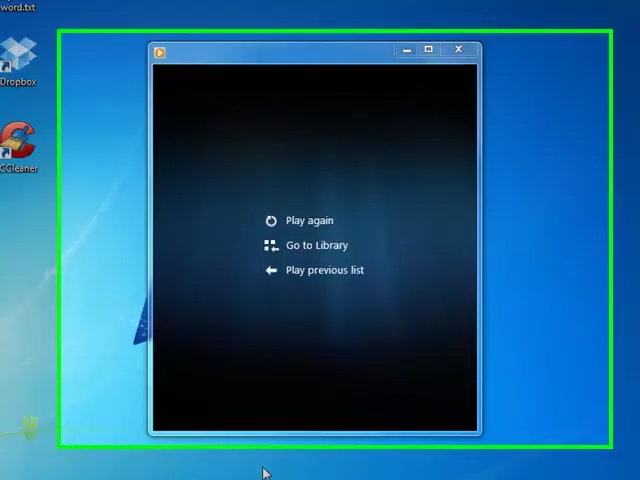 word.txt
Dropbox
CCleaner
Play again
Go to Library
Play previous list